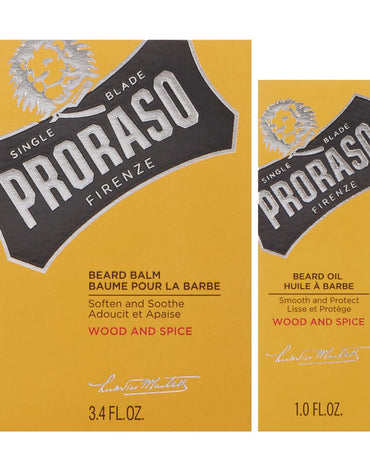 SINGLE BLADE
PRORASO
FIRENZE
BEARD BALM
BAUME POUR LA BARBE
Soften and Soothe
Adoucit et Apaise
WOOD AND SPICE
3.4 FL.OZ.
SINGLE BLADE
PRORASO
FIRENZE
BEARD OIL
HUILE À BARBE
Smooth and Protect
Lisse et Protège
WOOD AND SPICE
1.0 FL.OZ.